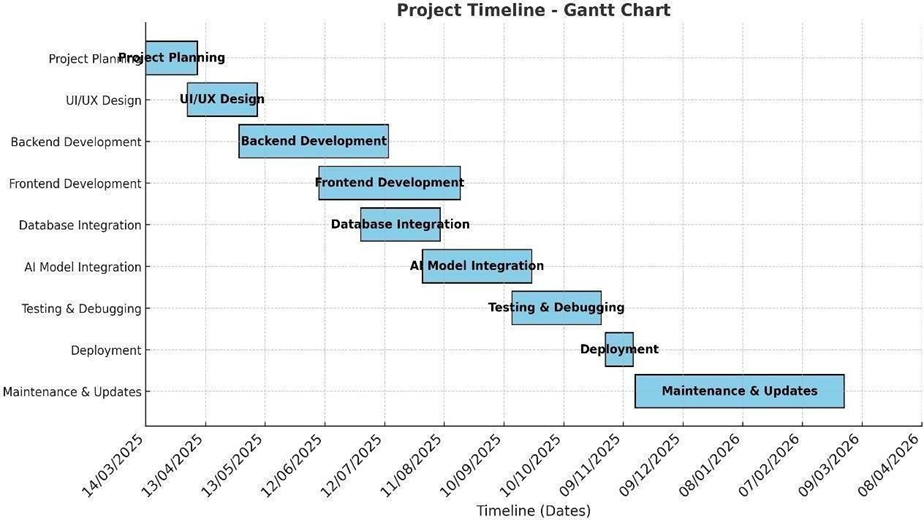 Project Timeline - Gantt Chart
Project Planning Project Planning
UI/UX Design UI/UX Design
Backend Development Backend Development
Frontend Development Frontend Development
Database Integration Database Integration
AI Model Integration AI Model Integration
Testing & Debugging Testing & Debugging
Deployment Deployment
Maintenance & Updates Maintenance & Updates
14/03/2025 13/04/2025 13/05/2025 12/06/2025 12/07/2025 11/08/2025 10/09/2025 10/10/2025 09/11/2025 09/12/2025 08/01/2026 07/02/2026 09/03/2026 08/04/2026
Timeline (Dates)